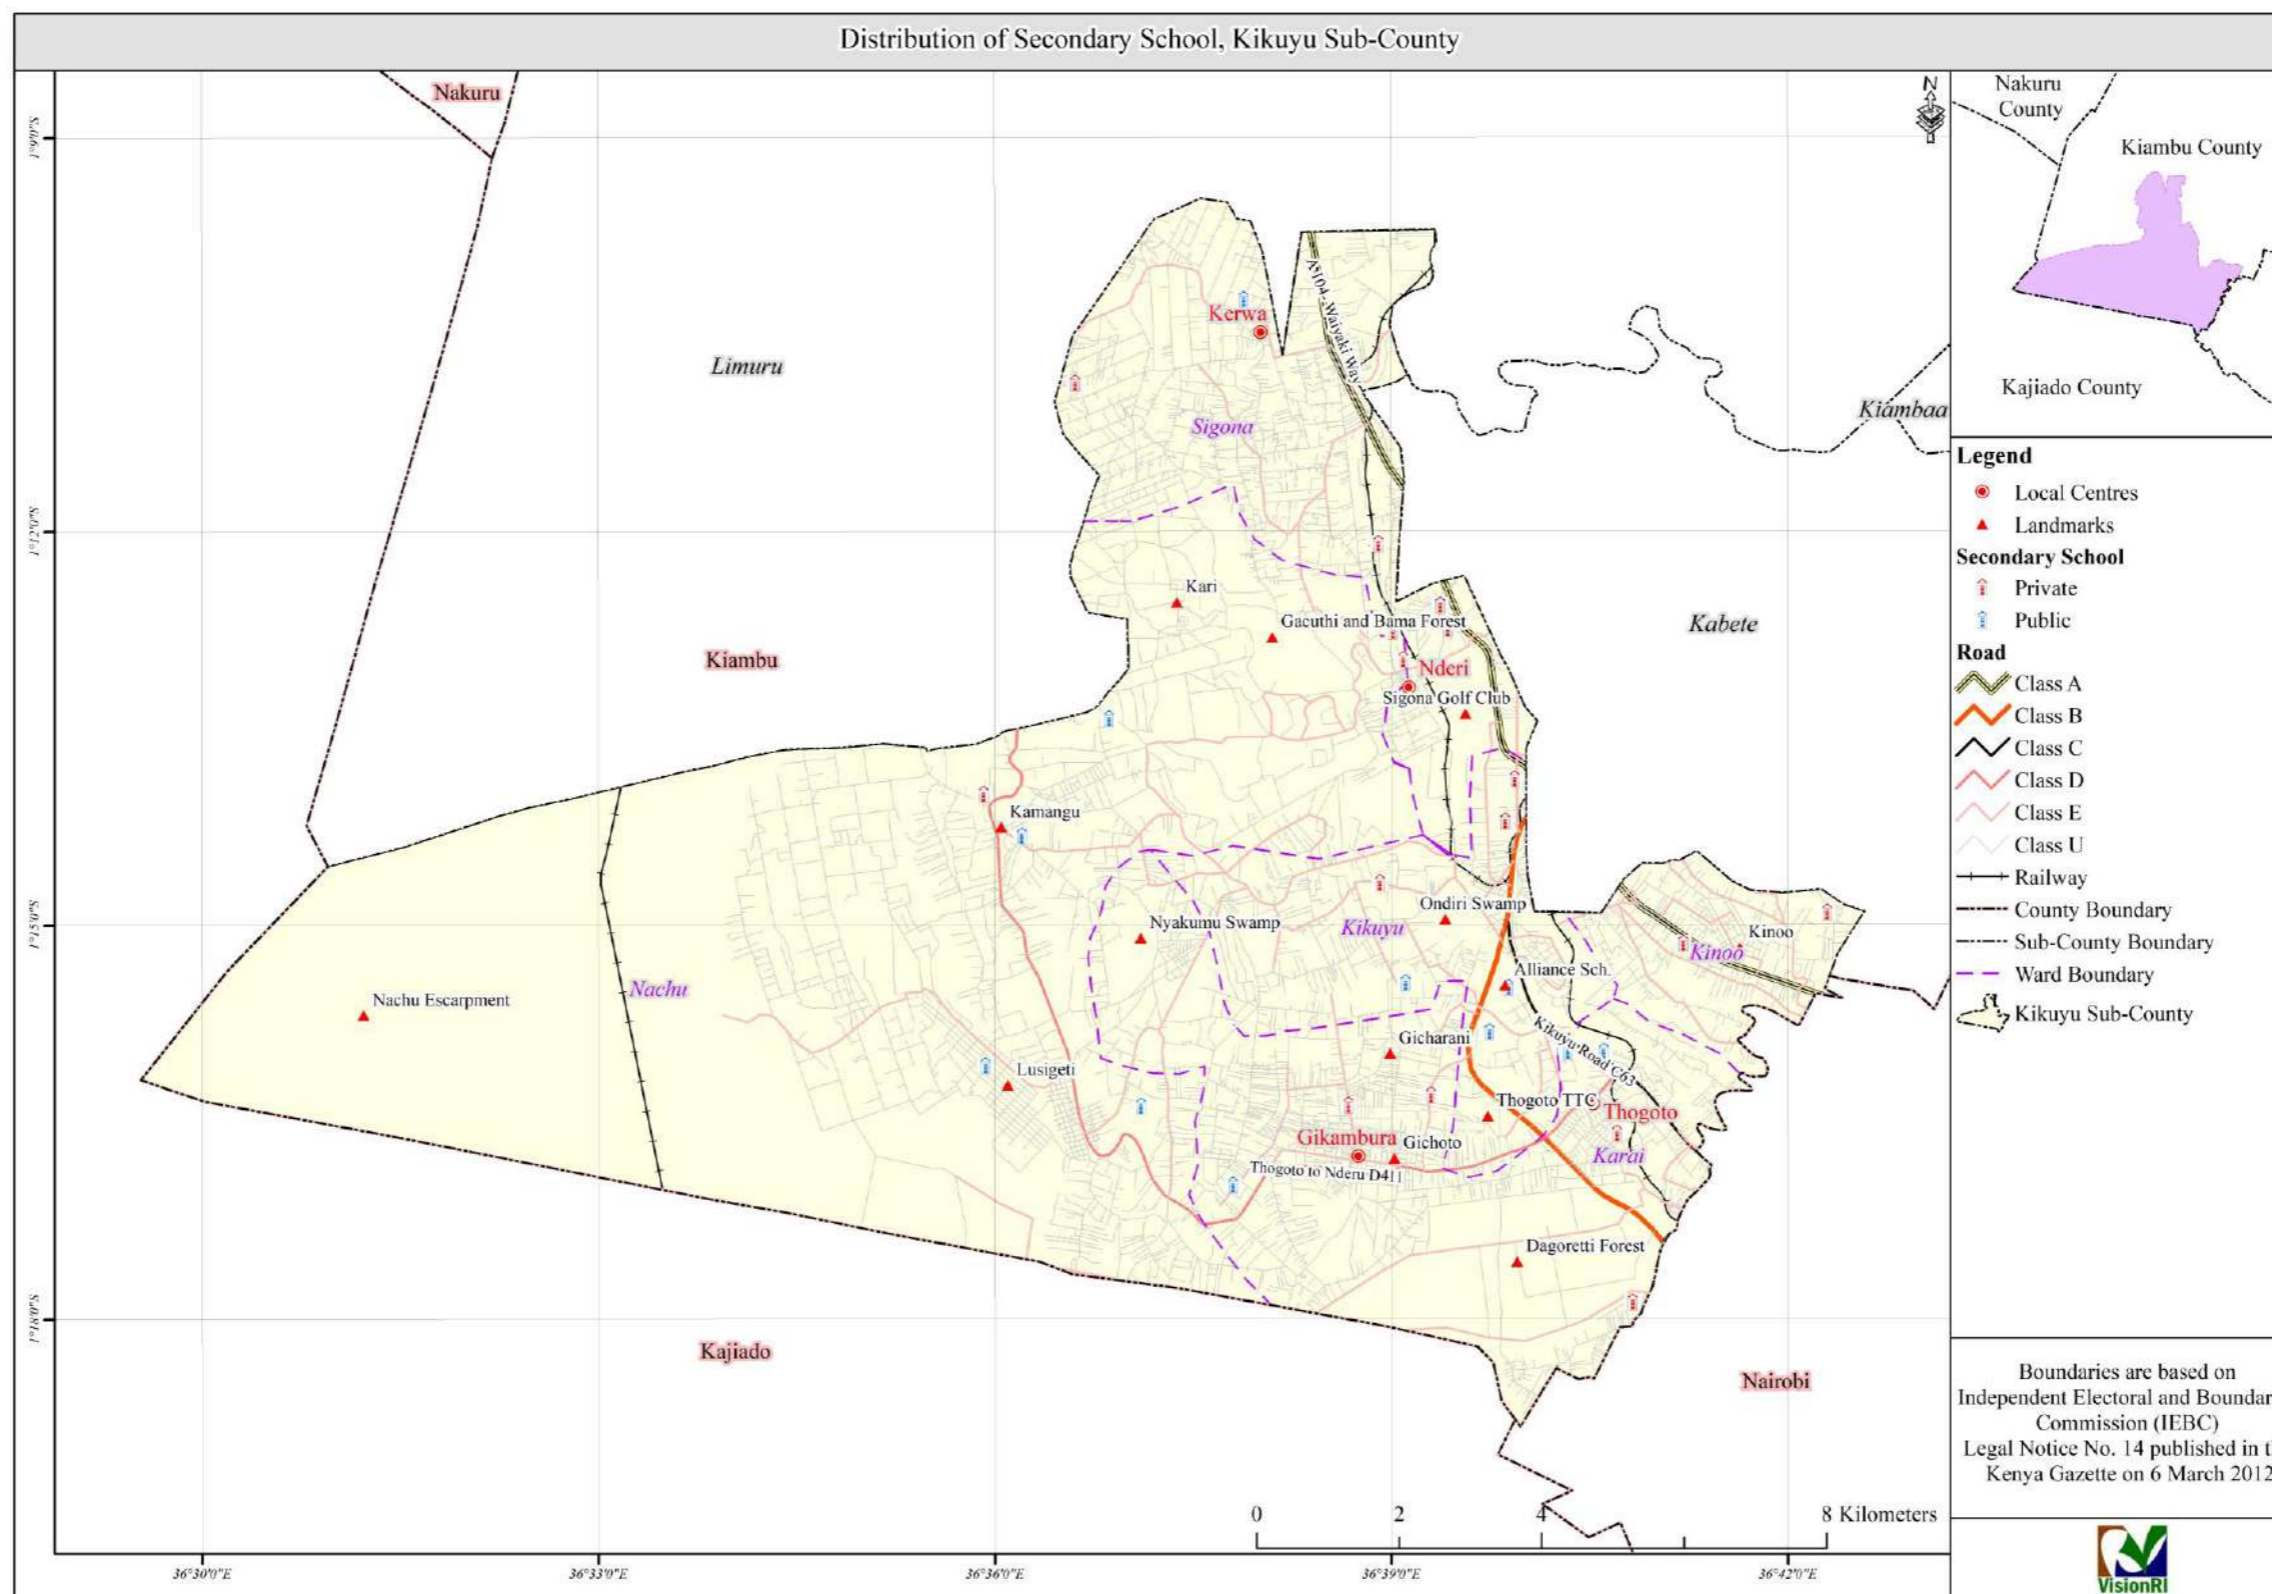 Distribution of Secondary School, Kikuyu Sub-County
Nakuru
N
Limuru
Kiambu
Kerwa
A 104- Waiyaki Way
Sigona
Kiambaa
Kabete
Kari
Gacuthi and Bama Forest
Nderi
Sigona Golf Club
Kamangu
Nyakumu Swamp
Kikuyu
Ondiri Swamp
Kinoo
Kinoo
Nachu Escarpment
Nachu
Alliance Sch.
Gicharani
Kikuyu Road C63
Lusigeti
Thogoto TTC
Thogoto
Gikambura
Gichoto
Karai
Thogoto to Nderu D411
Dagoretti Forest
Kajiado
Nairobi
0 2 4 8 Kilometers
1°9'0"S
1°12'0"S
1°15'0"S
1°18'0"S
36°30'0"E
36°33'0"E
36°36'0"E
36°39'0"E
36°42'0"E
Nakuru
County
Kiambu County
Kajiado County
Legend
Local Centres
Landmarks
Secondary School
Private
Public
Road
Class A
Class B
Class C
Class D
Class E
Class U
Railway
County Boundary
Sub-County Boundary
Ward Boundary
Kikuyu Sub-County
Boundaries are based on
Independent Electoral and Boundar
Commission (IEBC)
Legal Notice No. 14 published in t
Kenya Gazette on 6 March 2012
VisionRI